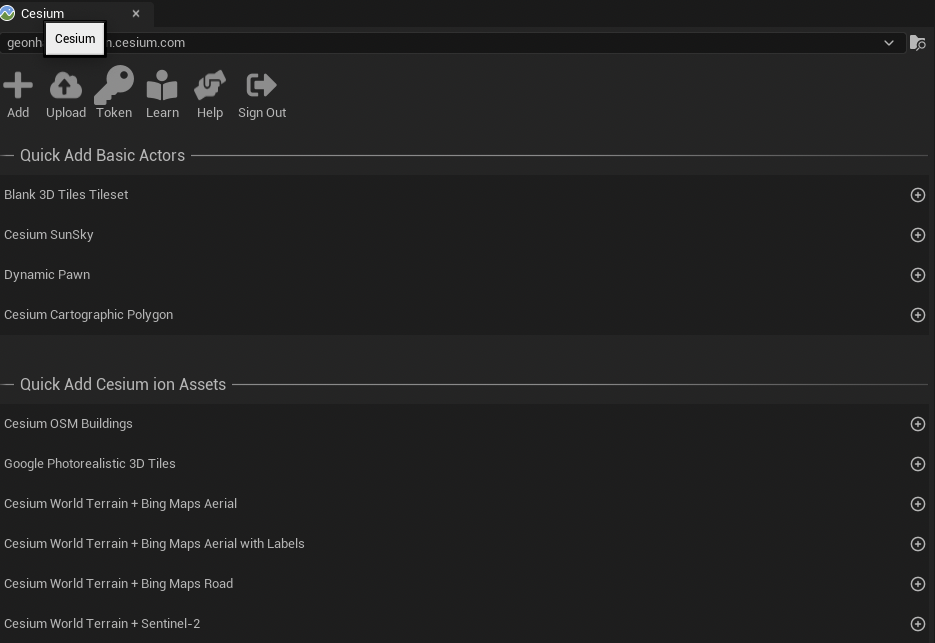 Cesium
Cesium
.cesium.com
Add
Upload
Token
Learn
Help
Sign Out
Quick Add Basic Actors
Blank 3D Tiles Tileset
Cesium SunSky
Dynamic Pawn
Cesium Cartographic Polygon
Quick Add Cesium ion Assets
Cesium OSM Buildings
Google Photorealistic 3D Tiles
Cesium World Terrain + Bing Maps Aerial
Cesium World Terrain + Bing Maps Aerial with Labels
Cesium World Terrain + Bing Maps Road
Cesium World Terrain + Sentinel-2